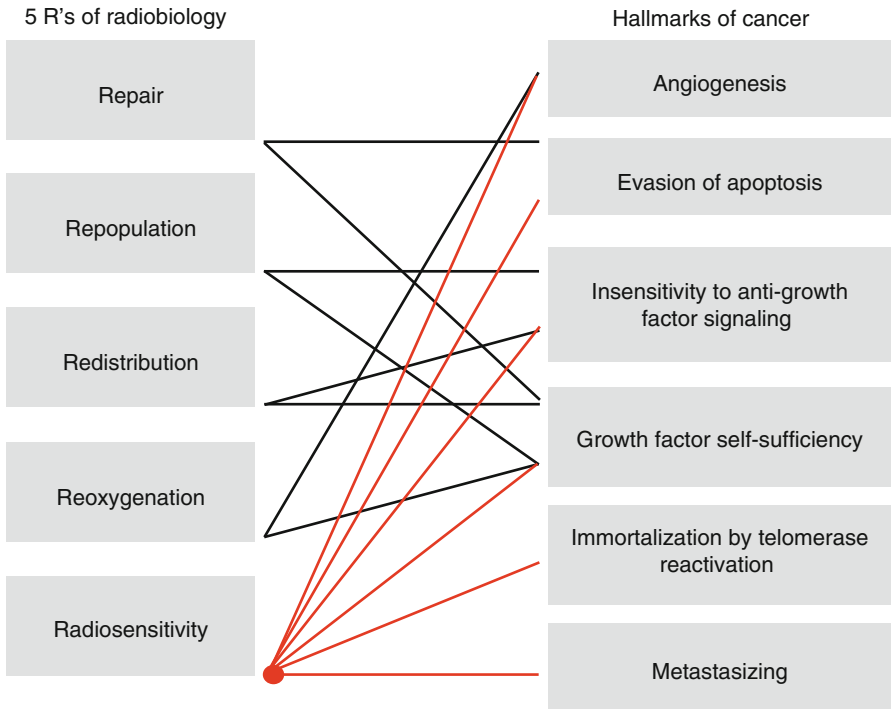 5 R's of radiobiology
Repair
Repopulation
Redistribution
Reoxygenation
Radiosensitivity
Hallmarks of cancer
Angiogenesis
Evasion of apoptosis
Insensitivity to anti-growth
factor signaling
Growth factor self-sufficiency
Immortalization by telomerase
reactivation
Metastasizing